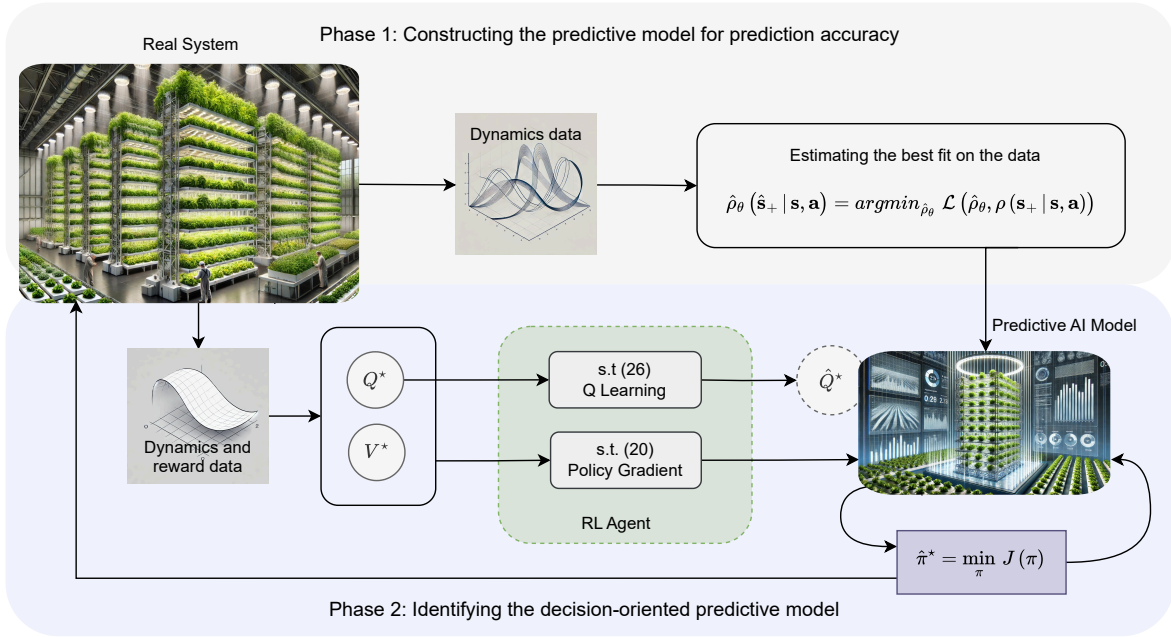 Phase 1: Constructing the predictive model for prediction accuracy
Real System
Dynamics data
Estimating the best fit on the data
ρ̂_θ (ŝ₊ | s, a) = argmin_ρ̂_θ ℒ (ρ̂_θ, ρ (s₊ | s, a))
Predictive AI Model
Dynamics and
reward data
Q⋆
V⋆
s.t (26)
Q Learning
s.t. (20)
Policy Gradient
RL Agent
Q̂⋆
π̂⋆ = min_π J (π)
Phase 2: Identifying the decision-oriented predictive model